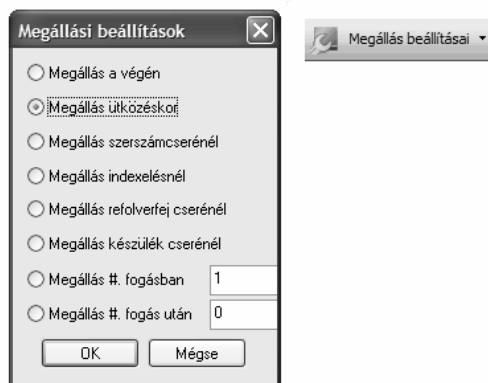 Megállási beállítások
Megállás beállításai
Megállás a végén
Megállás ütközéskor
Megállás szerszámcserénél
Megállás indexelésnél
Megállás refolverfej cserénél
Megállás készülék cserénél
Megállás #. fogásban 1
Megállás #. fogás után 0
OK Mégse